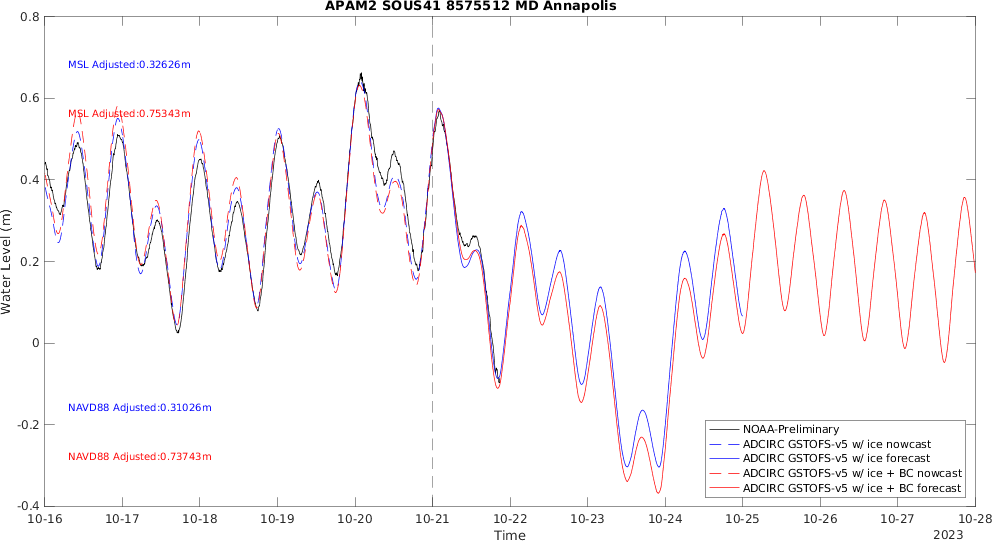 APAM2 SOUS41 8575512 MD Annapolis
0.8
0.6
0.4
0.2
0
-0.2
-0.4
Water Level (m)
MSL Adjusted:0.32626m
MSL Adjusted:0.75343m
NAVD88 Adjusted:0.31026m
NAVD88 Adjusted:0.73743m
NOAA-Preliminary
ADCIRC GSTOFS-v5 w/ ice nowcast
ADCIRC GSTOFS-v5 w/ ice forecast
ADCIRC GSTOFS-v5 w/ ice + BC nowcast
ADCIRC GSTOFS-v5 w/ ice + BC forecast
10-16 10-17 10-18 10-19 10-20 10-21 10-22 10-23 10-24 10-25 10-26 10-27 10-28
Time
2023